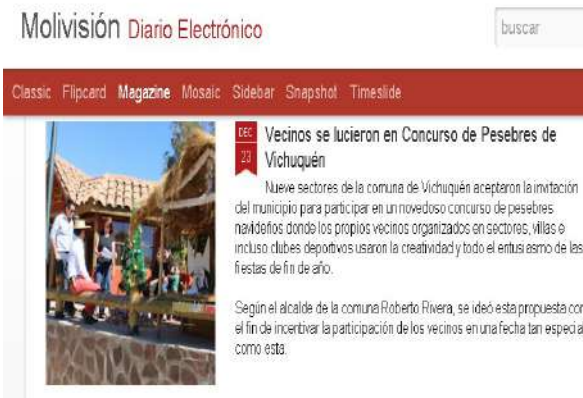 Molivisión Diario Electrónico
buscar
Classic Flipcard Magazine Mosaic Sidebar Snapshot Timeslide
DEC
23
Vecinos se lucieron en Concurso de Pesebres de
Vichuquén
Nueve sectores de la comuna de Vichuquén aceptaron la invitación
del municipio para participar en un novedoso concurso de pesebres
navideños donde los propios vecinos organizados en sectores, villas e
incluso clubes deportivos usaron la creatividad y todo el entusiasmo de las
fiestas de fin de año.
Según el alcalde de la comuna Roberto Rivera, se ideó esta propuesta con
el fin de incentivar la participación de los vecinos en una fecha tan especia
como esta.